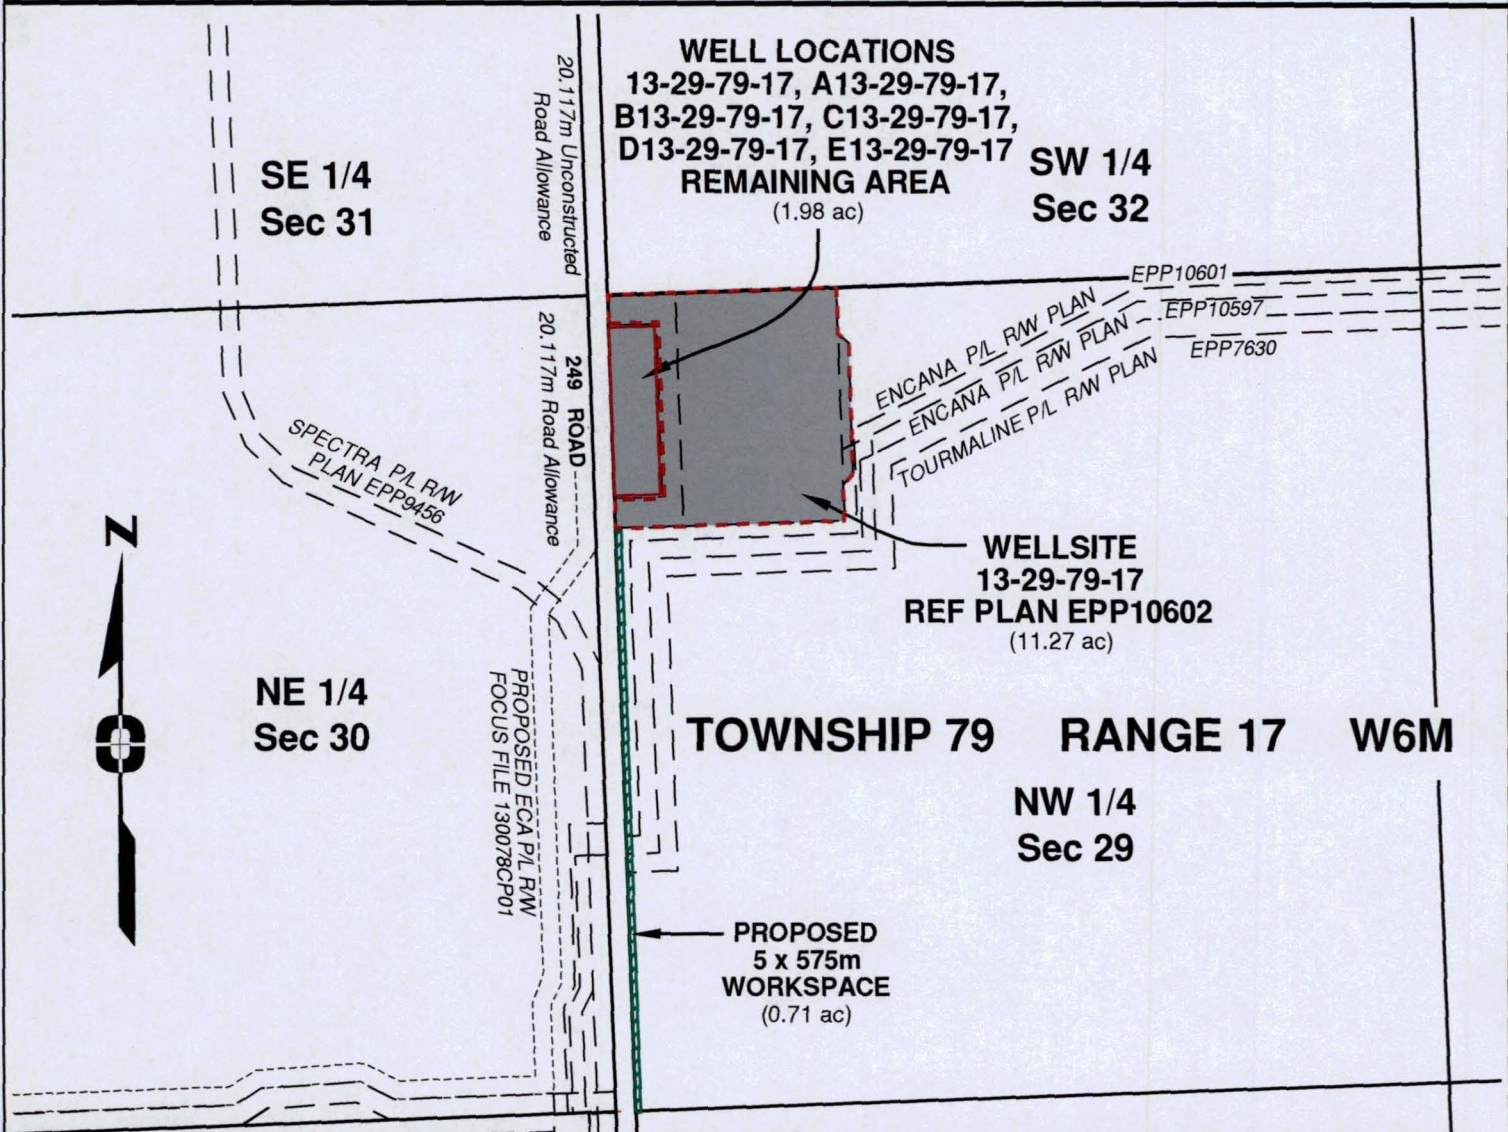 WELL LOCATIONS
13-29-79-17, A13-29-79-17,
B13-29-79-17, C13-29-79-17,
D13-29-79-17, E13-29-79-17
REMAINING AREA
(1.98 ac)
20.117m Unconstructed
Road Allowance
SE 1/4
Sec 31
SW 1/4
Sec 32
EPP10601
EPP10597
EPP7630
ENCANA P/L R/W PLAN
ENCANA P/L R/W PLAN
TOURMALINE P/L R/W PLAN
249 ROAD
20.117m Road Allowance
SPECTRA P/L R/W
PLAN EPP9456
N
WELLSITE
13-29-79-17
REF PLAN EPP10602
(11.27 ac)
NE 1/4
Sec 30
PROPOSED ECA P/L R/W
FOCUS FILE 130078CP01
TOWNSHIP 79 RANGE 17 W6M
NW 1/4
Sec 29
PROPOSED
5 x 575m
WORKSPACE
(0.71 ac)